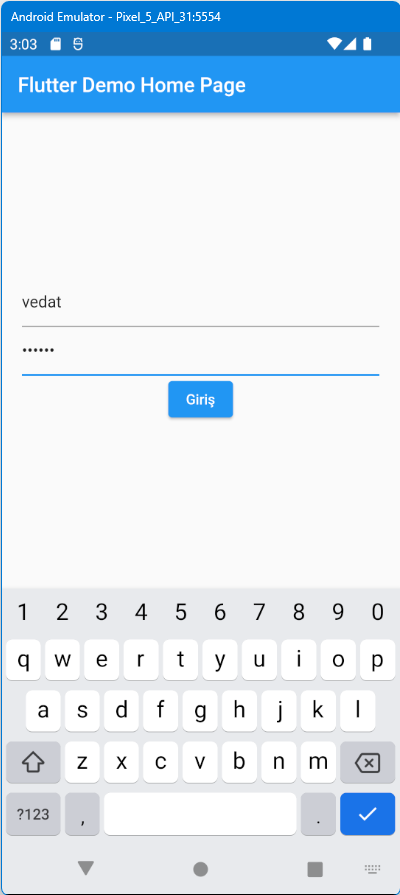 Android Emulator - Pixel_5_API_31:5554
3:03
Flutter Demo Home Page
vedat
••••••
Giriş
1 2 3 4 5 6 7 8 9 0
q w e r t y u i o p
a s d f g h j k l
z x c v b n m
?123 , .